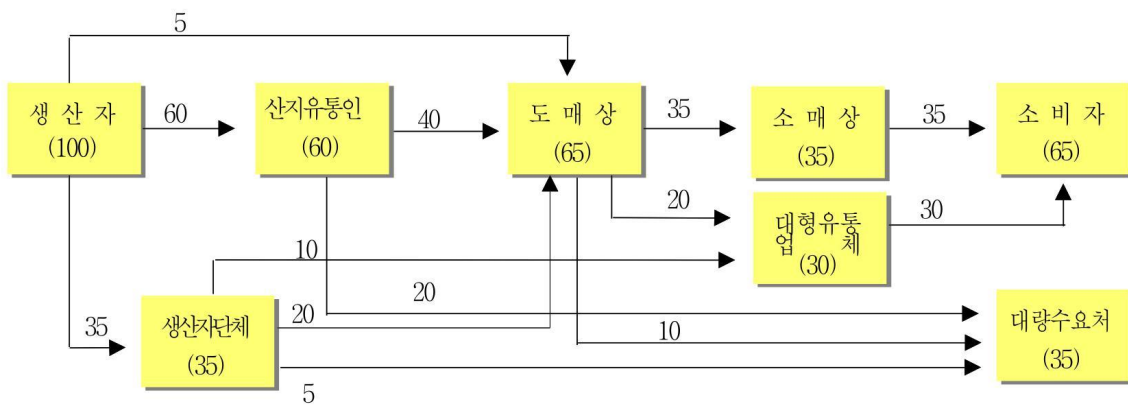 5
생 산 자
(100)
60
산지유통인
(60)
40
도 매 상
(65)
35
소 매 상
(35)
35
소 비 자
(65)
20
대형유통
업 체
(30)
30
10
20
35
생산자단체
(35)
20
10
대량수요처
(35)
5